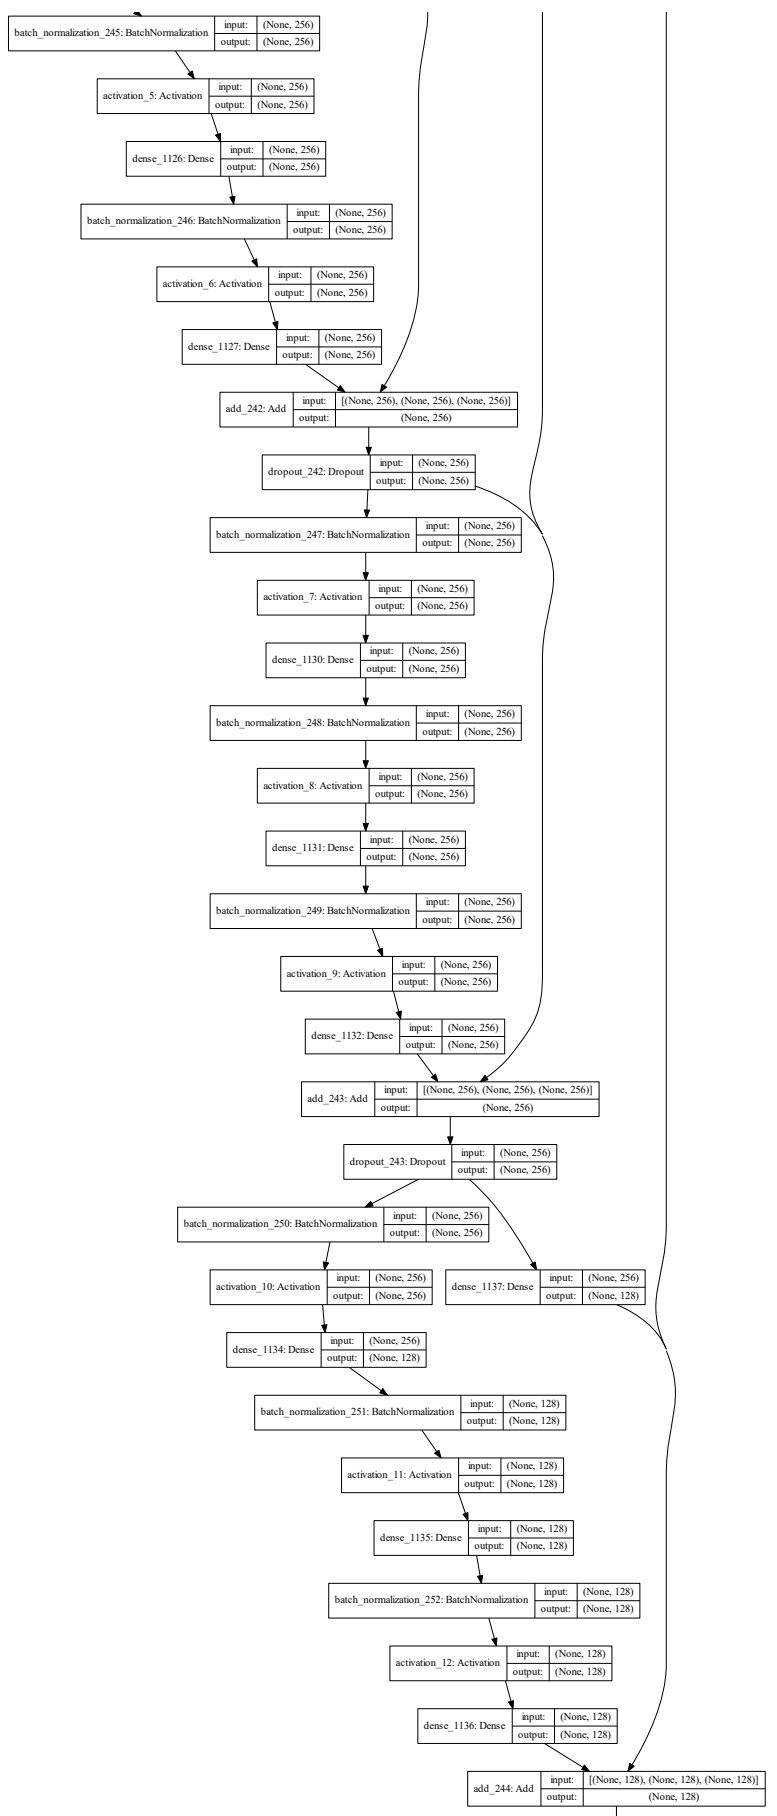 batch_normalization_245: BatchNormalization input: (None, 256)
output: (None, 256)
activation_5: Activation input: (None, 256)
output: (None, 256)
dense_1126: Dense input: (None, 256)
output: (None, 256)
batch_normalization_246: BatchNormalization input: (None, 256)
output: (None, 256)
activation_6: Activation input: (None, 256)
output: (None, 256)
dense_1127: Dense input: (None, 256)
output: (None, 256)
add_242: Add input: [(None, 256), (None, 256), (None, 256)]
output: (None, 256)
dropout_242: Dropout input: (None, 256)
output: (None, 256)
batch_normalization_247: BatchNormalization input: (None, 256)
output: (None, 256)
activation_7: Activation input: (None, 256)
output: (None, 256)
dense_1130: Dense input: (None, 256)
output: (None, 256)
batch_normalization_248: BatchNormalization input: (None, 256)
output: (None, 256)
activation_8: Activation input: (None, 256)
output: (None, 256)
dense_1131: Dense input: (None, 256)
output: (None, 256)
batch_normalization_249: BatchNormalization input: (None, 256)
output: (None, 256)
activation_9: Activation input: (None, 256)
output: (None, 256)
dense_1132: Dense input: (None, 256)
output: (None, 256)
add_243: Add input: [(None, 256), (None, 256), (None, 256)]
output: (None, 256)
dropout_243: Dropout input: (None, 256)
output: (None, 256)
batch_normalization_250: BatchNormalization input: (None, 256)
output: (None, 256)
activation_10: Activation input: (None, 256)
output: (None, 256)
dense_1137: Dense input: (None, 256)
output: (None, 128)
dense_1134: Dense input: (None, 256)
output: (None, 128)
batch_normalization_251: BatchNormalization input: (None, 128)
output: (None, 128)
activation_11: Activation input: (None, 128)
output: (None, 128)
dense_1135: Dense input: (None, 128)
output: (None, 128)
batch_normalization_252: BatchNormalization input: (None, 128)
output: (None, 128)
activation_12: Activation input: (None, 128)
output: (None, 128)
dense_1136: Dense input: (None, 128)
output: (None, 128)
add_244: Add input: [(None, 128), (None, 128), (None, 128)]
output: (None, 128)